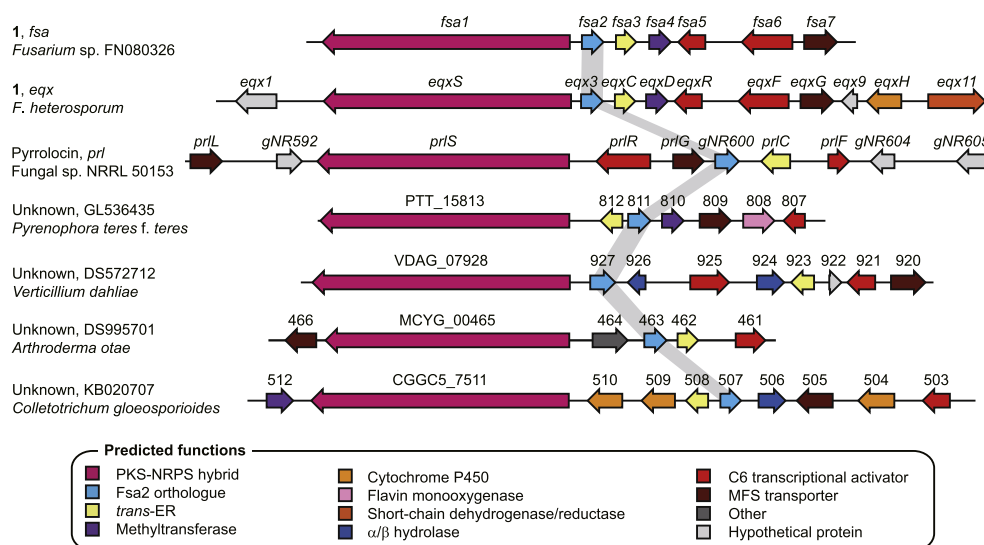 1, fsa
Fusarium sp. FN080326
fsa1 fsa2 fsa3 fsa4 fsa5 fsa6 fsa7
1, eqx
F. heterosporum
eqx1 eqxS eqx3 eqxC eqxD eqxR eqxF eqxG eqx9 eqxH eqx11
Pyrrolocin, prl
Fungal sp. NRRL 50153
prlL gNR592 prlS prlR prlG gNR600 prlC prlF gNR604 gNR605
Unknown, GL536435
Pyrenophora teres f. teres
PTT_15813 812 811 810 809 808 807
Unknown, DS572712
Verticillium dahliae
VDAG_07928 927 926 925 924 923 922 921 920
Unknown, DS995701
Arthroderma otae
466 MCYG_00465 464 463 462 461
Unknown, KB020707
Colletotrichum gloeosporioides
512 CGGC5_7511 510 509 508 507 506 505 504 503
Predicted functions
PKS-NRPS hybrid
Fsa2 orthologue
trans-ER
Methyltransferase
Cytochrome P450
Flavin monooxygenase
Short-chain dehydrogenase/reductase
α/β hydrolase
C6 transcriptional activator
MFS transporter
Other
Hypothetical protein